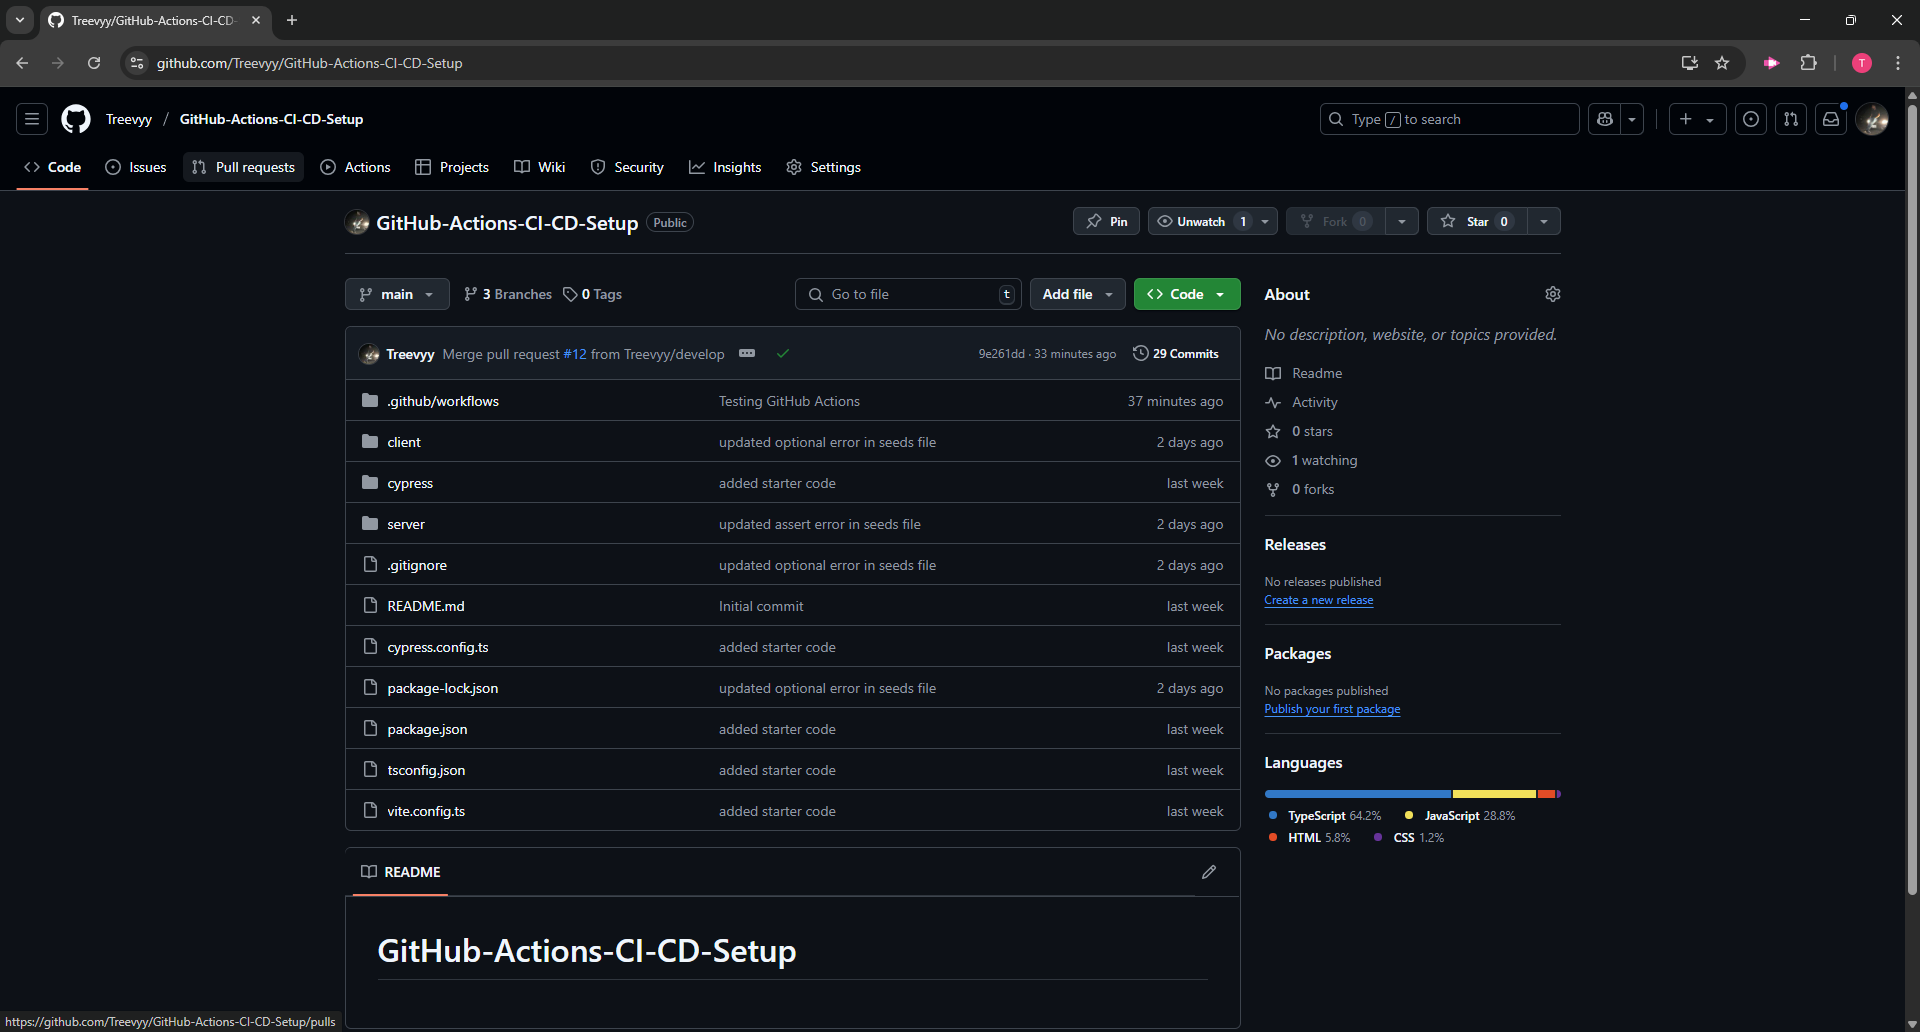 Treevyy/GitHub-Actions-CI-CD-
github.com/Treevyy/GitHub-Actions-CI-CD-Setup
T
Treevyy / GitHub-Actions-CI-CD-Setup
Type / to search
Code Issues Pull requests Actions Projects Wiki Security Insights Settings
GitHub-Actions-CI-CD-Setup Public
Pin Unwatch 1 Fork 0 Star 0
main 3 Branches 0 Tags
Go to file t Add file Code
Treevyy Merge pull request #12 from Treevyy/develop 9e261dd · 33 minutes ago 29 Commits
.github/workflows Testing GitHub Actions 37 minutes ago
client updated optional error in seeds file 2 days ago
cypress added starter code last week
server updated assert error in seeds file 2 days ago
.gitignore updated optional error in seeds file 2 days ago
README.md Initial commit last week
cypress.config.ts added starter code last week
package-lock.json updated optional error in seeds file 2 days ago
package.json added starter code last week
tsconfig.json added starter code last week
vite.config.ts added starter code last week
README
GitHub-Actions-CI-CD-Setup
About
No description, website, or topics provided.
Readme
Activity
0 stars
1 watching
0 forks
Releases
No releases published
Create a new release
Packages
No packages published
Publish your first package
Languages
TypeScript 64.2% JavaScript 28.8%
HTML 5.8% CSS 1.2%
https://github.com/Treevyy/GitHub-Actions-CI-CD-Setup/pulls